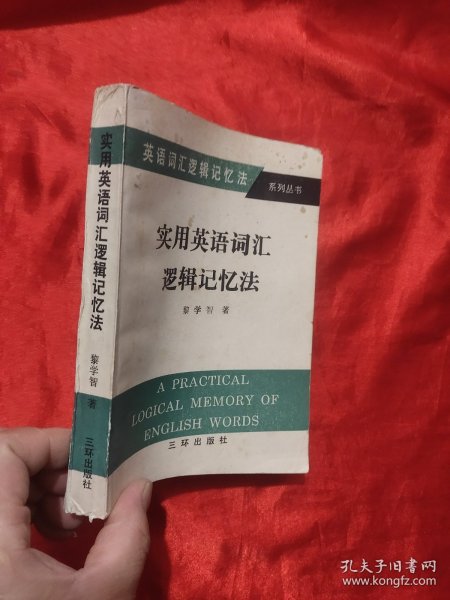 实用英语词汇逻辑记忆法
黎学智 著
三环出版社
英语词汇逻辑记忆法
系列丛书
实用英语词汇
逻辑记忆法
黎学智 著
A PRACTICAL
LOGICAL MEMORY OF
ENGLISH WORDS
三环出版社
孔夫子旧书网
www.kongfz.com